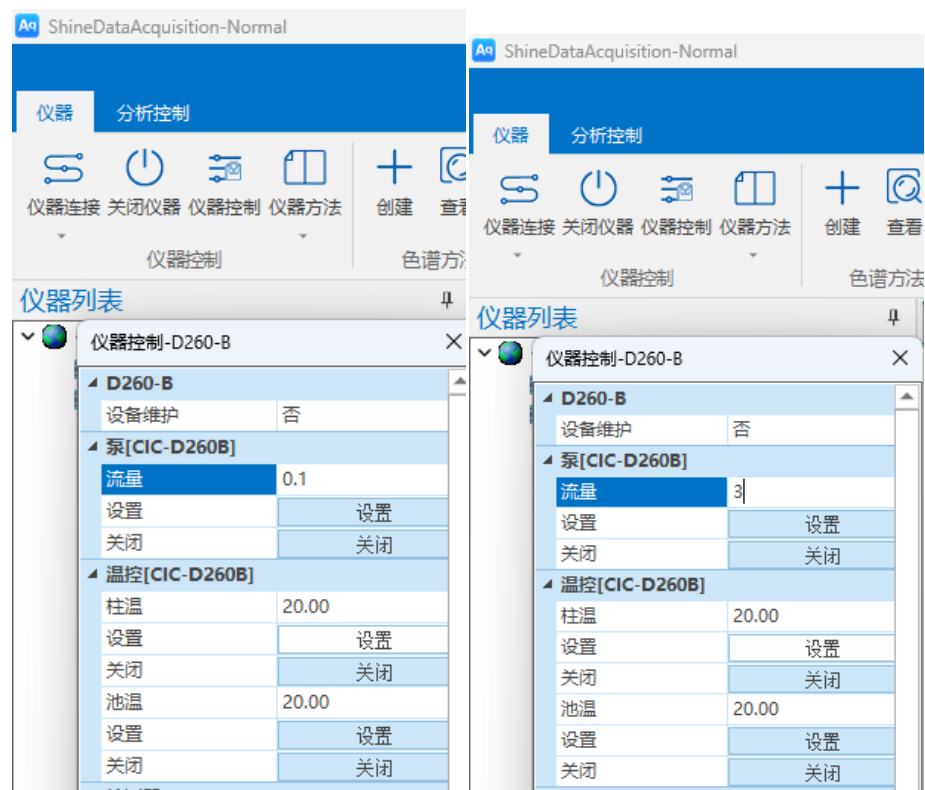 Aq ShineDataAcquisition-Normal
仪器 分析控制
仪器连接 关闭仪器 仪器控制 仪器方法 创建
仪器控制 色谱方
仪器列表
仪器控制-D260-B
D260-B
设备维护 否
泵[CIC-D260B]
流量 0.1
设置 设置
关闭 关闭
温控[CIC-D260B]
柱温 20.00
设置 设置
关闭 关闭
池温 20.00
设置 设置
关闭 关闭
Aq ShineDataAcquisition-Normal
仪器 分析控制
仪器连接 关闭仪器 仪器控制 仪器方法 创建 查看
仪器控制 色谱方法
仪器列表
仪器控制-D260-B
D260-B
设备维护 否
泵[CIC-D260B]
流量 3
设置 设置
关闭 关闭
温控[CIC-D260B]
柱温 20.00
设置 设置
关闭 关闭
池温 20.00
设置 设置
关闭 关闭